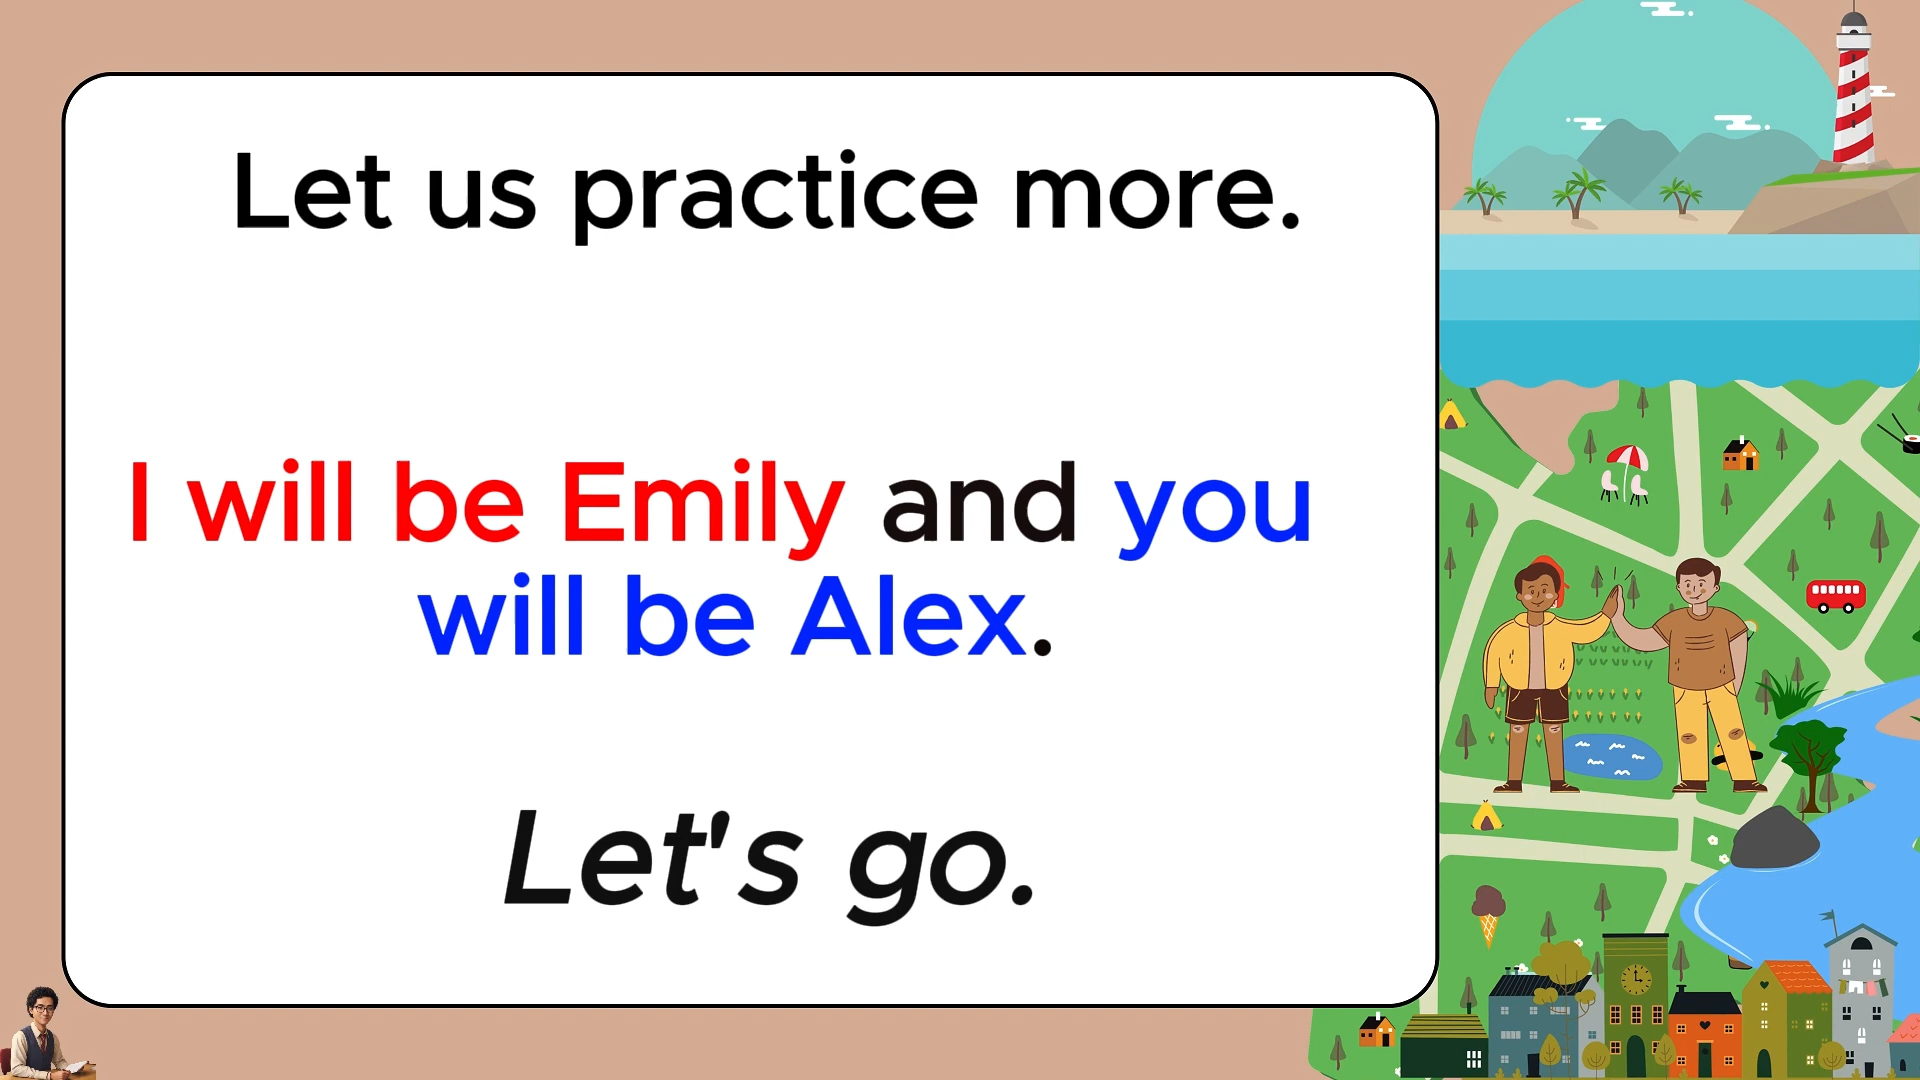 Let us practice more.
I will be Emily and you
will be Alex.
Let's go.